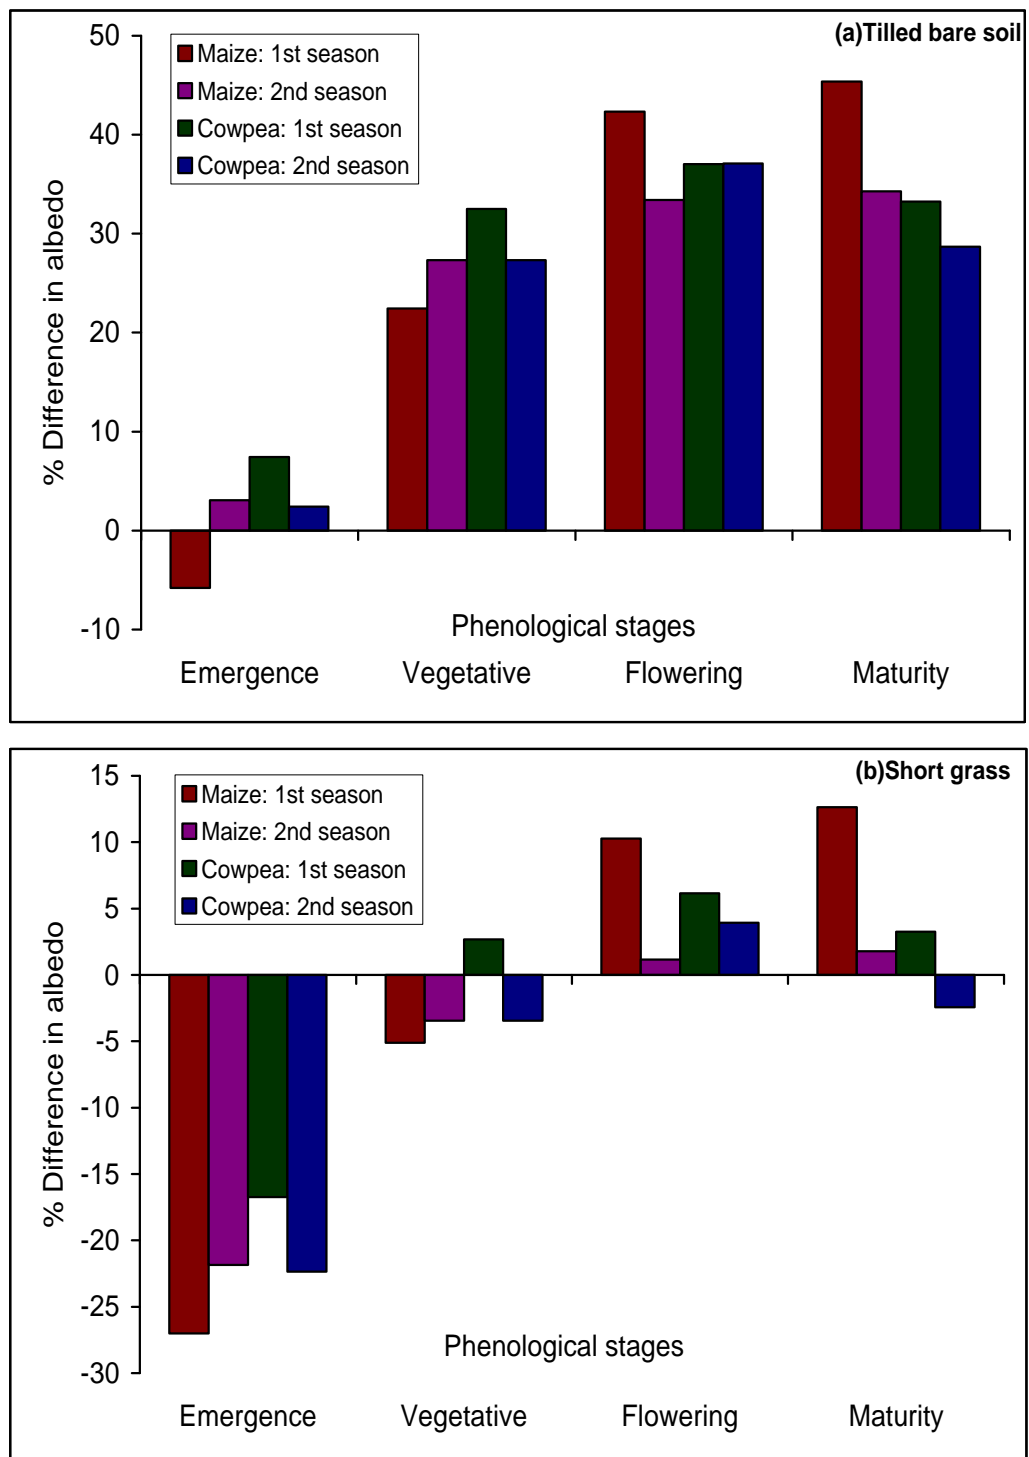 (a)Tilled bare soil
50
40
30
20
10
0
-10
% Difference in albedo
Maize: 1st season
Maize: 2nd season
Cowpea: 1st season
Cowpea: 2nd season
Phenological stages
Emergence Vegetative Flowering Maturity
(b)Short grass
15
10
5
0
-5
-10
-15
-20
-25
-30
% Difference in albedo
Maize: 1st season
Maize: 2nd season
Cowpea: 1st season
Cowpea: 2nd season
Phenological stages
Emergence Vegetative Flowering Maturity